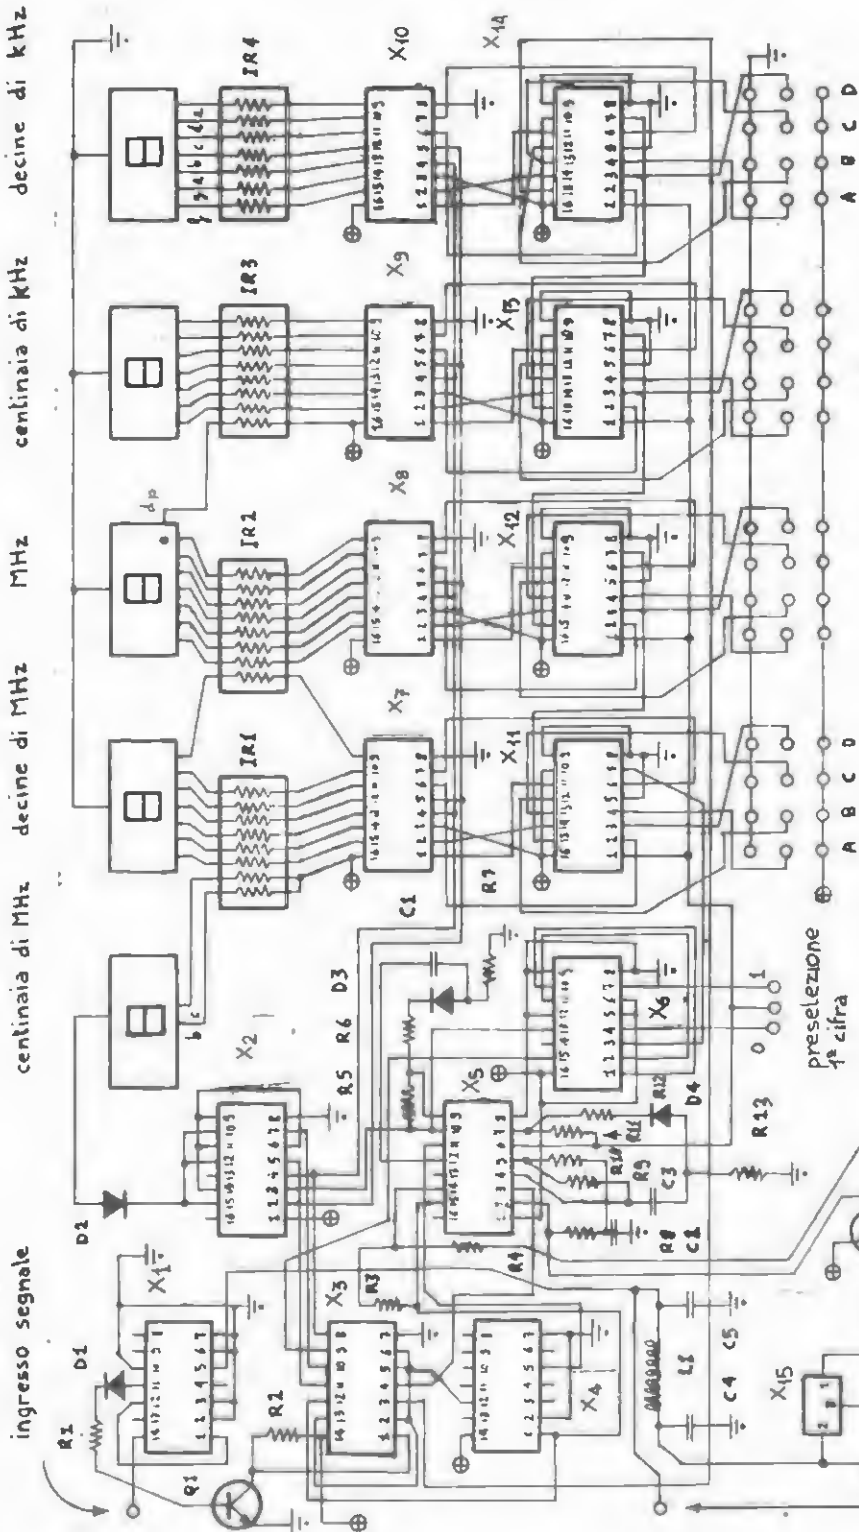 ingresso segnale
centinaia di MHz
decine di MHz
MHz
centinaia di kHz
decine di kHz
D2
D1
R1
Q1
R2
X1
b c
dp
f g a b c d e
IR1
IR2
IR3
IR4
X2
X3
X4
X5
X6
X7
X8
X9
X10
X11
X12
X13
X14
X15
R3
R4
R5
R6
R7
D3
C1
R8
C2
R9
C3
R10
R11
R12
D4
R13
L1
C4
C5
0 1
preselezione
1ª cifra
A B C D
A B C D